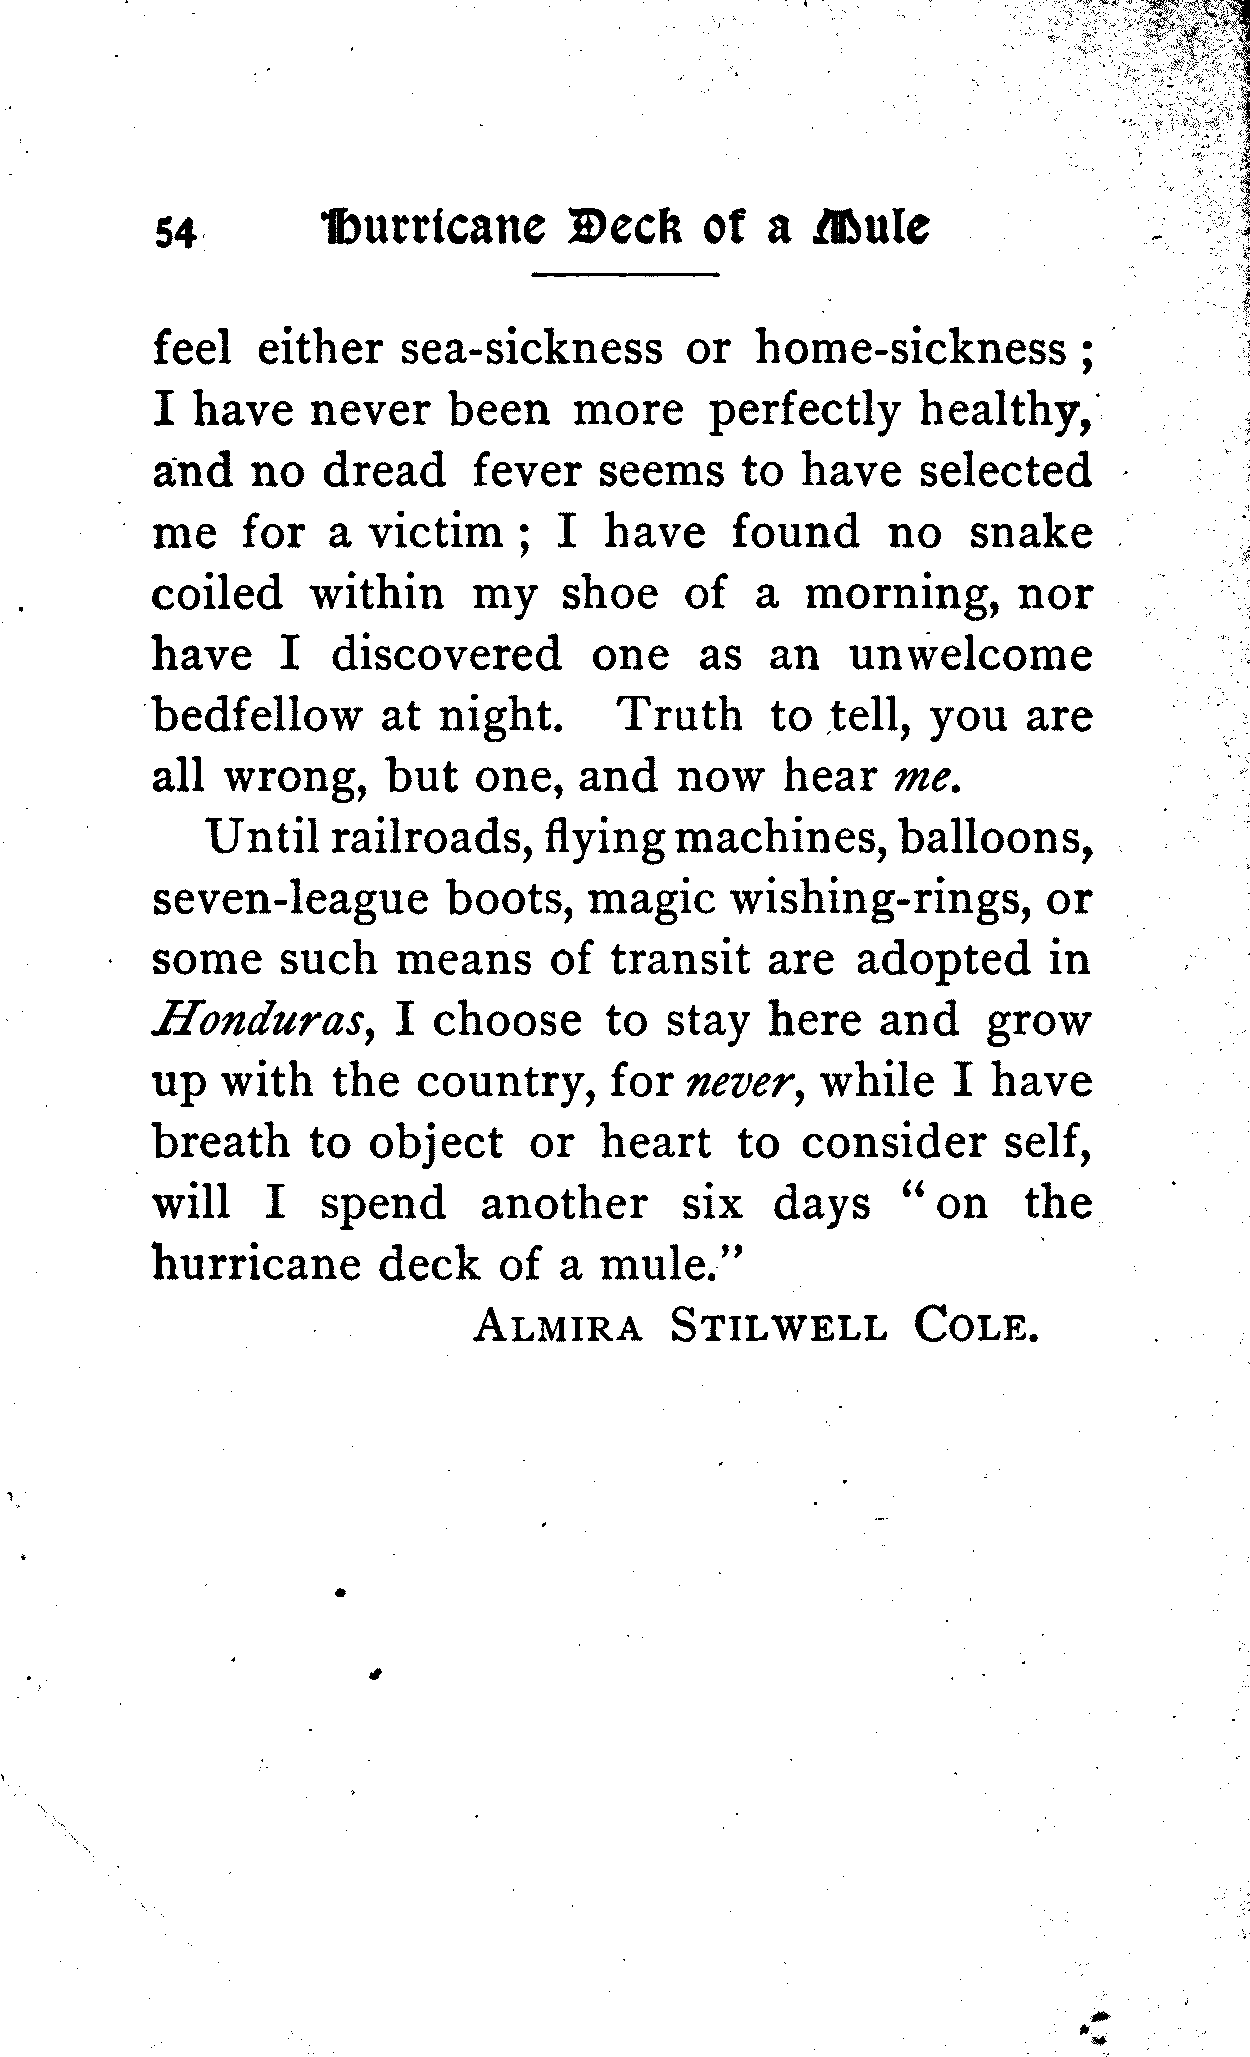 54 Hurricane Deck of a Mule
feel either sea-sickness or home-sickness ;
I have never been more perfectly healthy,
and no dread fever seems to have selected
me for a victim ; I have found no snake
coiled within my shoe of a morning, nor
have I discovered one as an unwelcome
bedfellow at night. Truth to tell, you are
all wrong, but one, and now hear me.
Until railroads, flying machines, balloons,
seven-league boots, magic wishing-rings, or
some such means of transit are adopted in
Honduras, I choose to stay here and grow
up with the country, for never, while I have
breath to object or heart to consider self,
will I spend another six days “ on the
hurricane deck of a mule.”
ALMIRA STILWELL COLE.